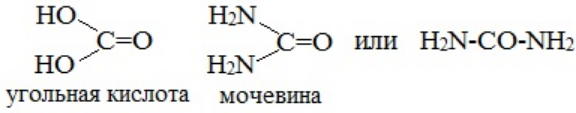 HO H2N
C=O C=O или H2N-CO-NH2
HO H2N
угольная кислота мочевина